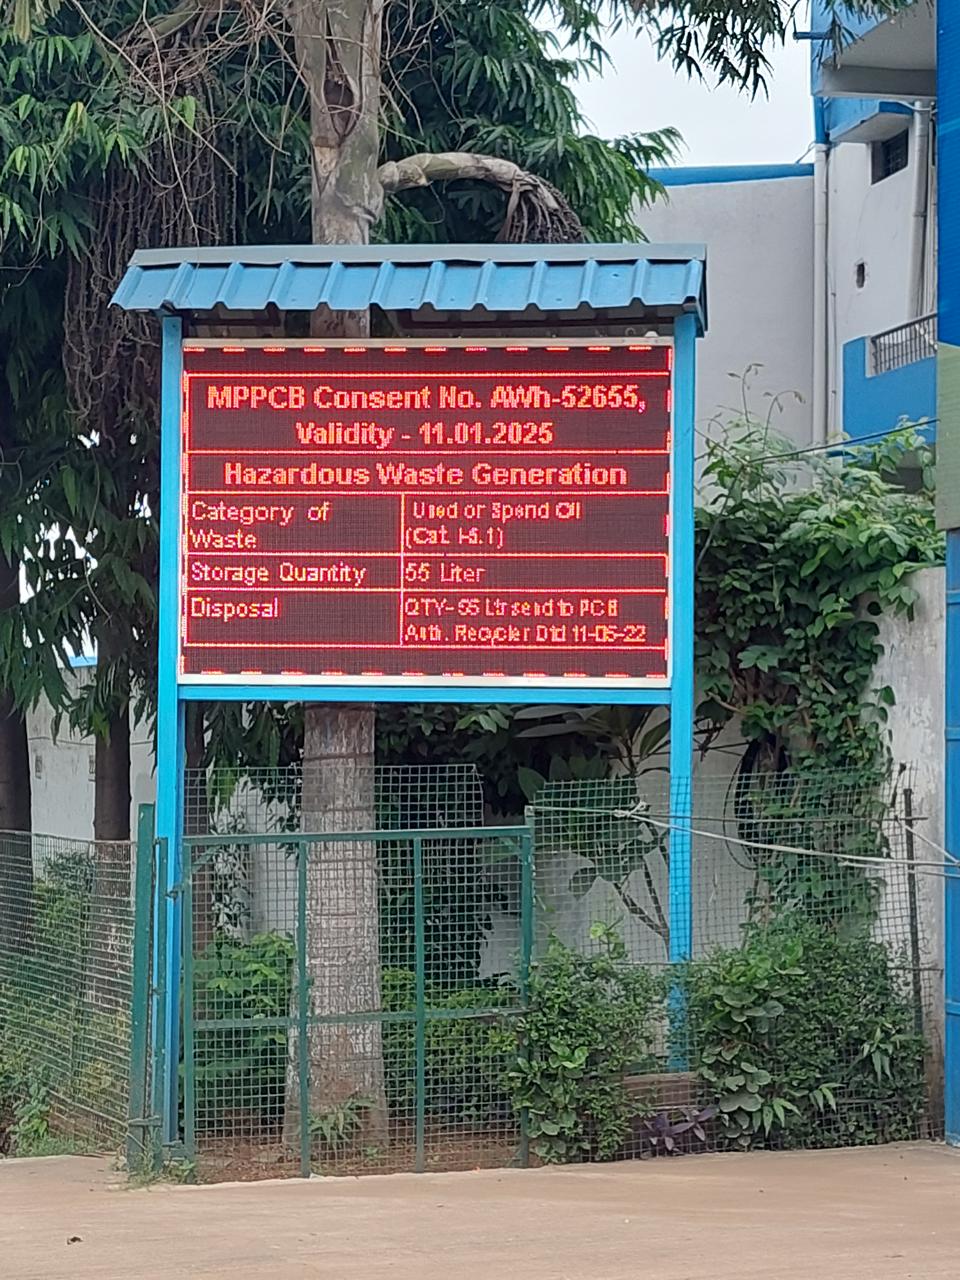 MPPCB Consent No. AWh-52655,
Validity - 11.01.2025
Hazardous Waste Generation
Category of Waste
Used or Spend Oil
(Cat. I-5.1)
Storage Quantity
55 Liter
Disposal
QTY- 55 Ltr send to PCB
Auth. Recycler Dtd 11-05-22